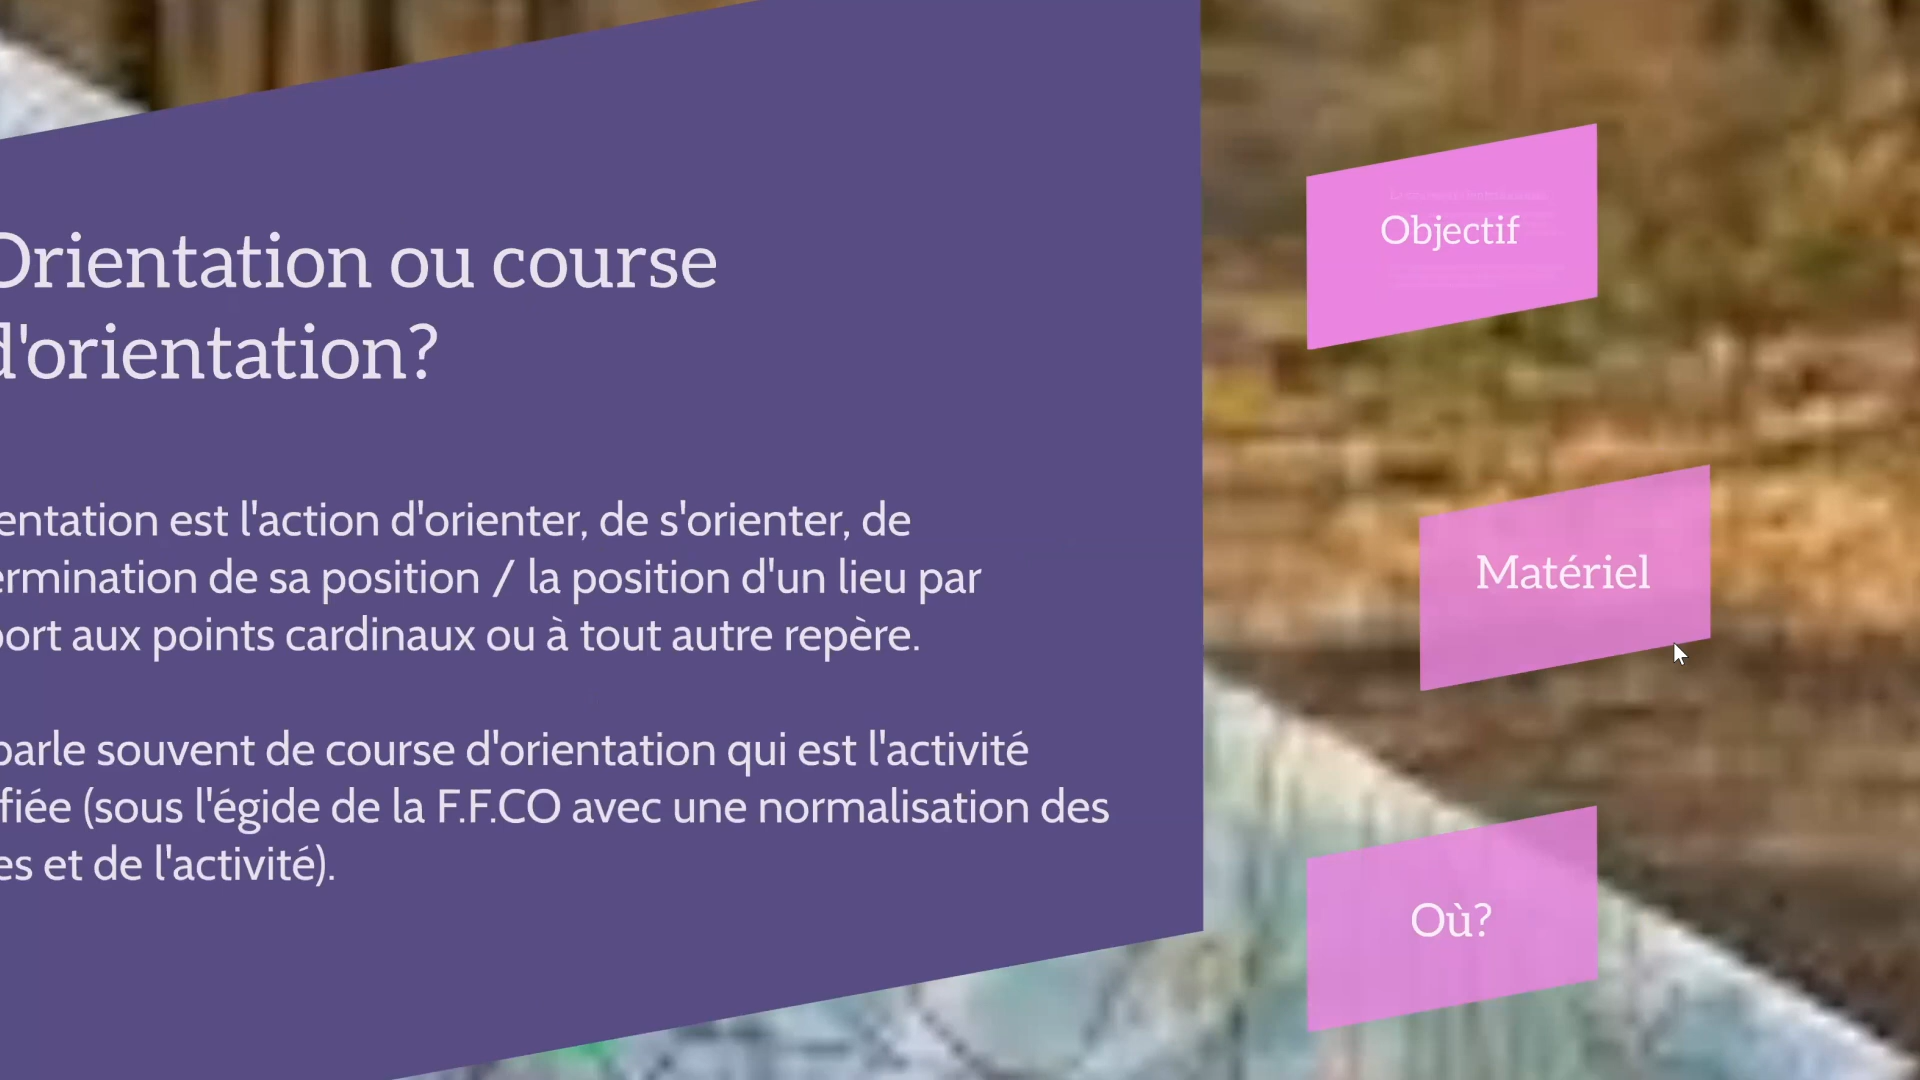 Orientation ou course
d'orientation?
entation est l'action d'orienter, de s'orienter, de
ermination de sa position / la position d'un lieu par
port aux points cardinaux ou à tout autre repère.
parle souvent de course d'orientation qui est l'activité
fiée (sous l'égide de la F.F.CO avec une normalisation des
es et de l'activité).
Objectif
Matériel
Où?